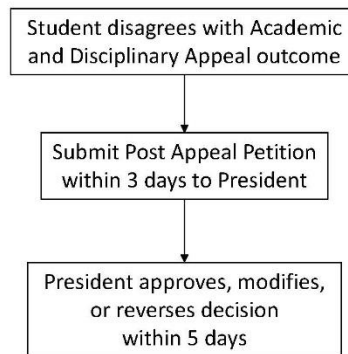 Student disagrees with Academic
and Disciplinary Appeal outcome
Submit Post Appeal Petition
within 3 days to President
President approves, modifies,
or reverses decision
within 5 days